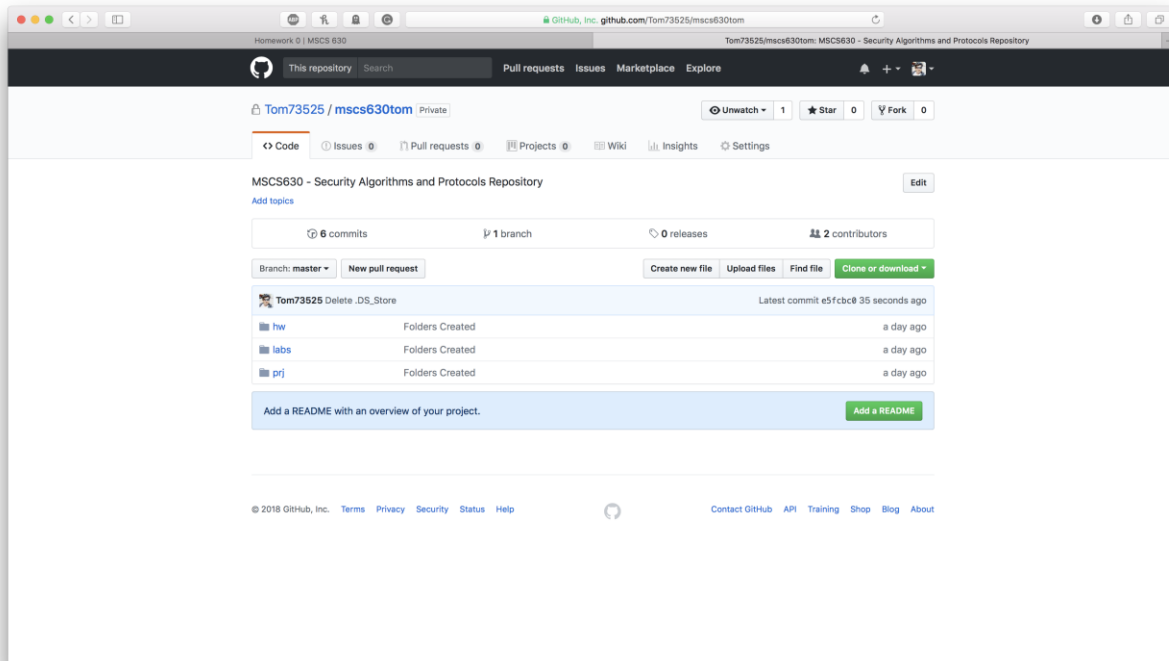 GitHub, Inc. github.com/Tom73525/mscs630tom
Homework 0 | MSCS 630 Tom73525/mscs630tom: MSCS630 - Security Algorithms and Protocols Repository
This repository Search Pull requests Issues Marketplace Explore
Tom73525 / mscs630tom Private Unwatch 1 Star 0 Fork 0
Code Issues 0 Pull requests 0 Projects 0 Wiki Insights Settings
MSCS630 - Security Algorithms and Protocols Repository Edit
Add topics
6 commits 1 branch 0 releases 2 contributors
Branch: master New pull request Create new file Upload files Find file Clone or download
Tom73525 Delete .DS_Store Latest commit e5fcbc0 35 seconds ago
hw Folders Created a day ago
labs Folders Created a day ago
prj Folders Created a day ago
Add a README with an overview of your project. Add a README
© 2018 GitHub, Inc. Terms Privacy Security Status Help Contact GitHub API Training Shop Blog About